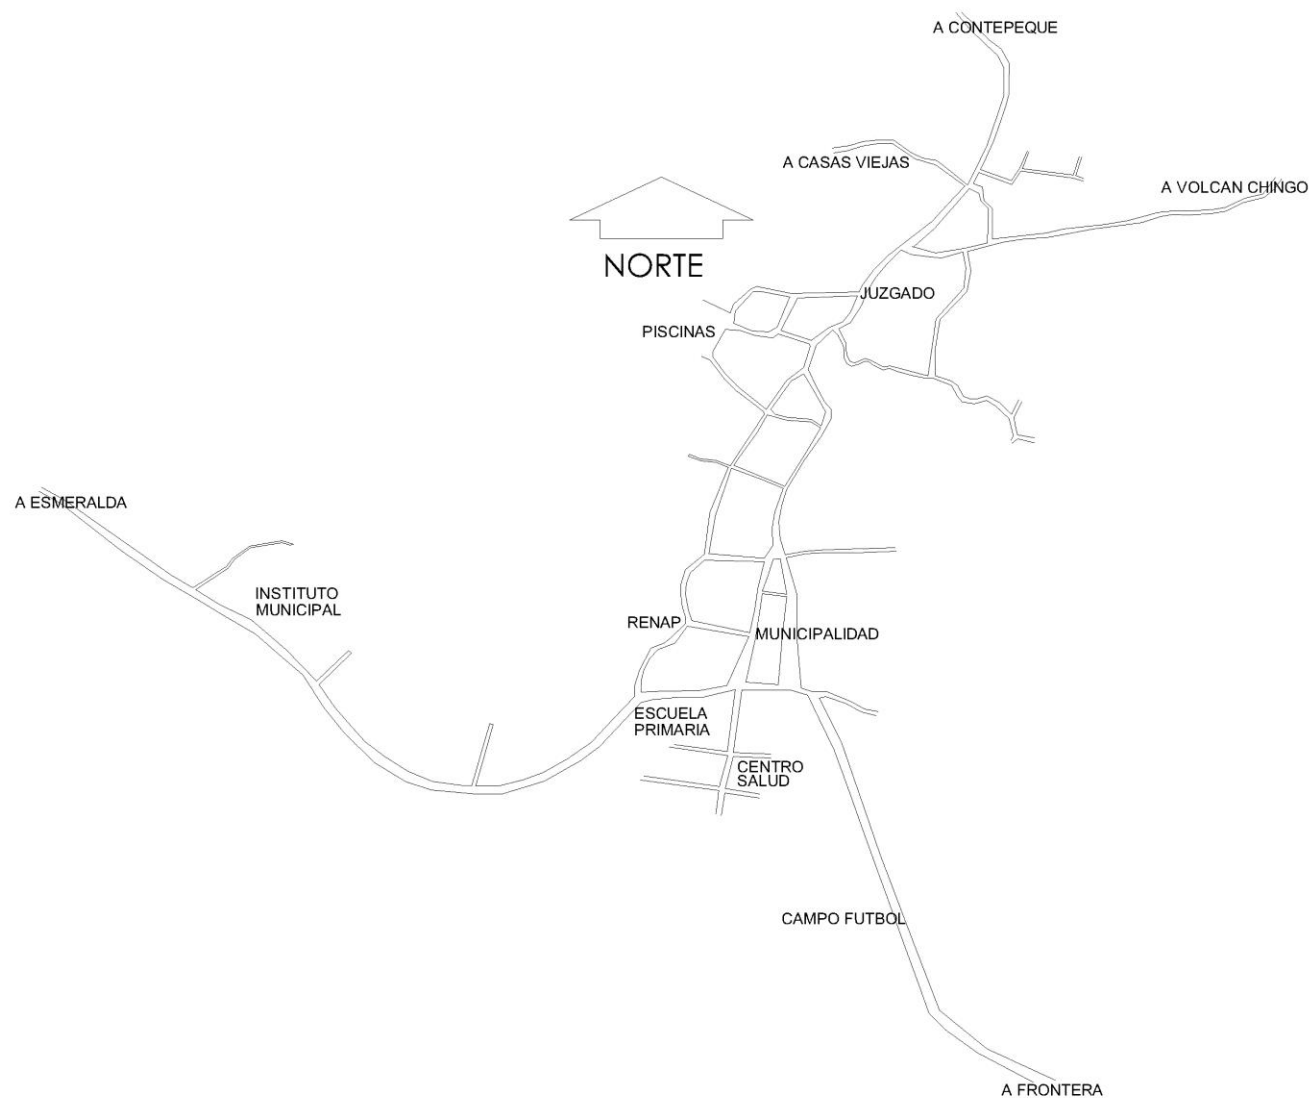 A CONTEPEQUE
A CASAS VIEJAS
A VOLCAN CHINGO
NORTE
JUZGADO
PISCINAS
A ESMERALDA
INSTITUTO
MUNICIPAL
RENAP
MUNICIPALIDAD
ESCUELA
PRIMARIA
CENTRO
SALUD
CAMPO FUTBOL
A FRONTERA